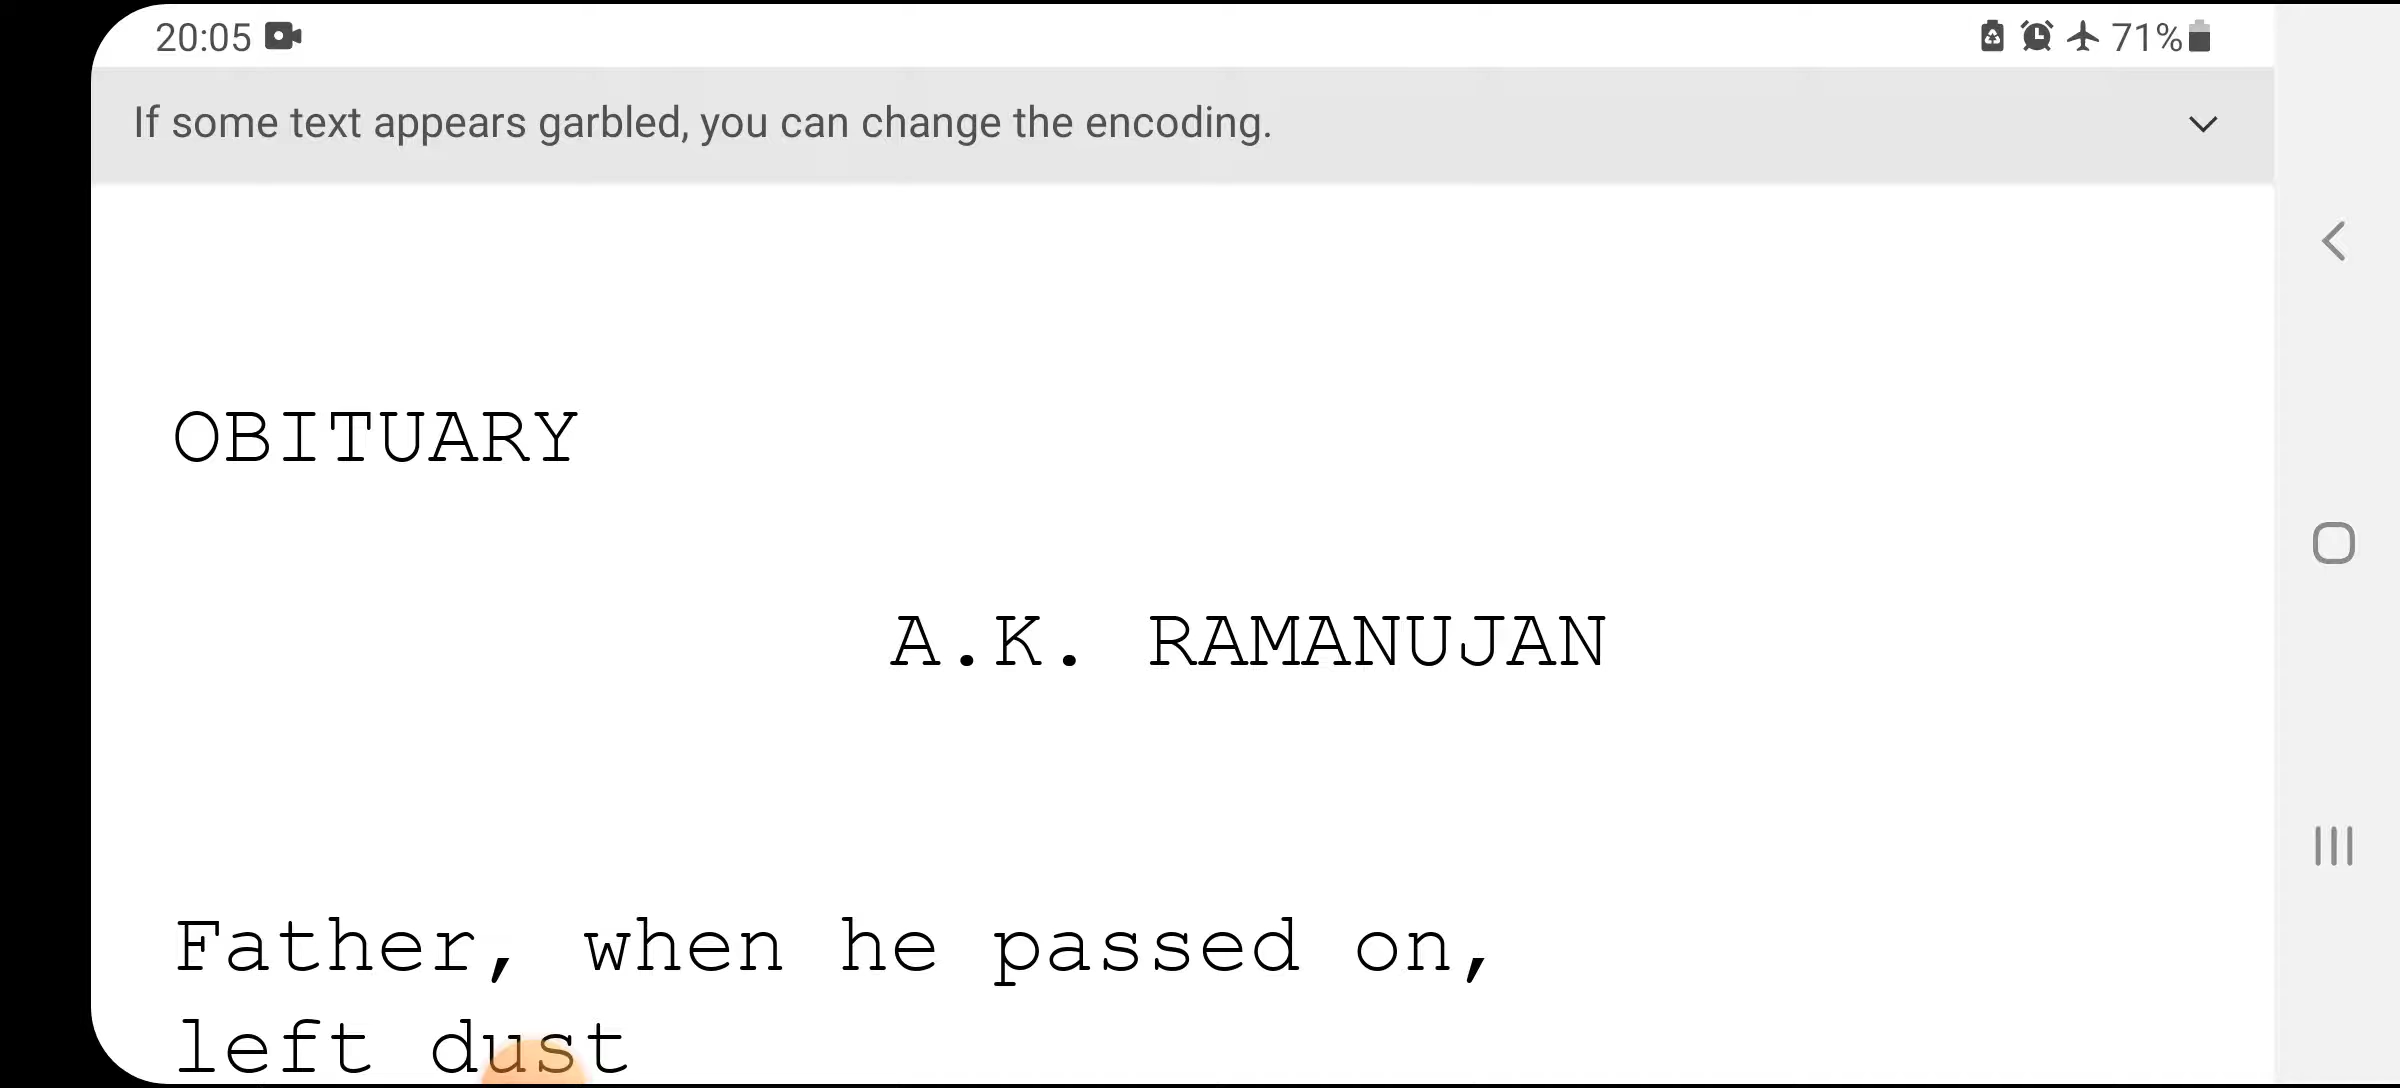 20:05 71%
If some text appears garbled, you can change the encoding.
OBITUARY
A.K. RAMANUJAN
Father, when he passed on,
left dust